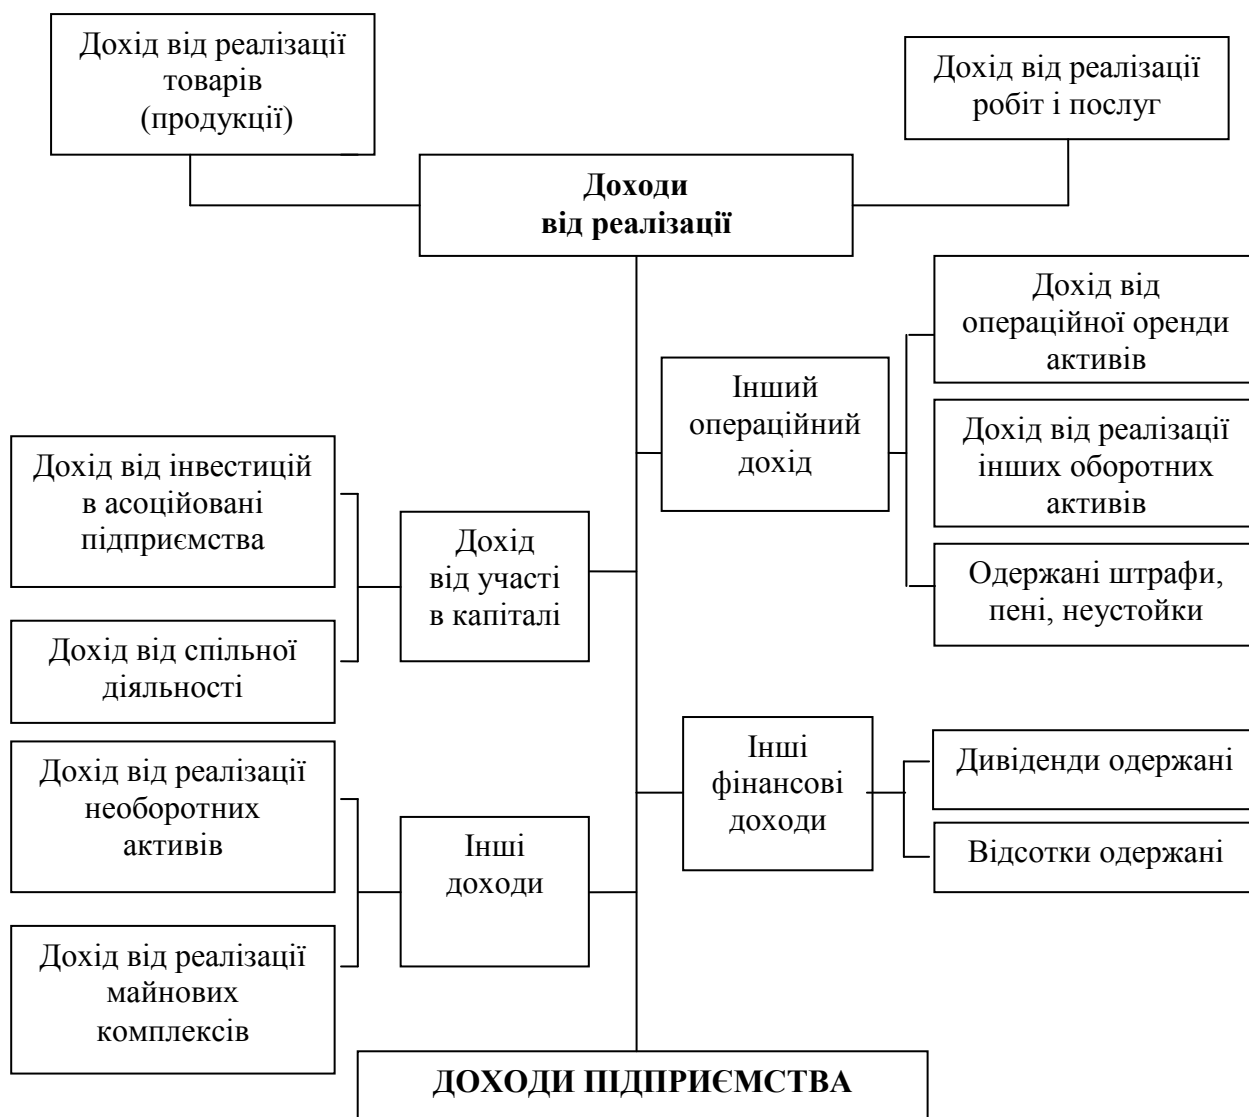 Дохід від реалізації
товарів
(продукції)
Дохід від реалізації
робіт і послуг
Доходи
від реалізації
Дохід від
операційної оренди
активів
Інший
операційний
дохід
Дохід від реалізації
інших оборотних
активів
Дохід від інвестицій
в асоційовані
підприємства
Дохід
від участі
в капіталі
Одержані штрафи,
пені, неустойки
Дохід від спільної
діяльності
Інші
фінансові
доходи
Дивіденди одержані
Дохід від реалізації
необоротних
активів
Інші
доходи
Відсотки одержані
Дохід від реалізації
майнових
комплексів
ДОХОДИ ПІДПРИЄМСТВА